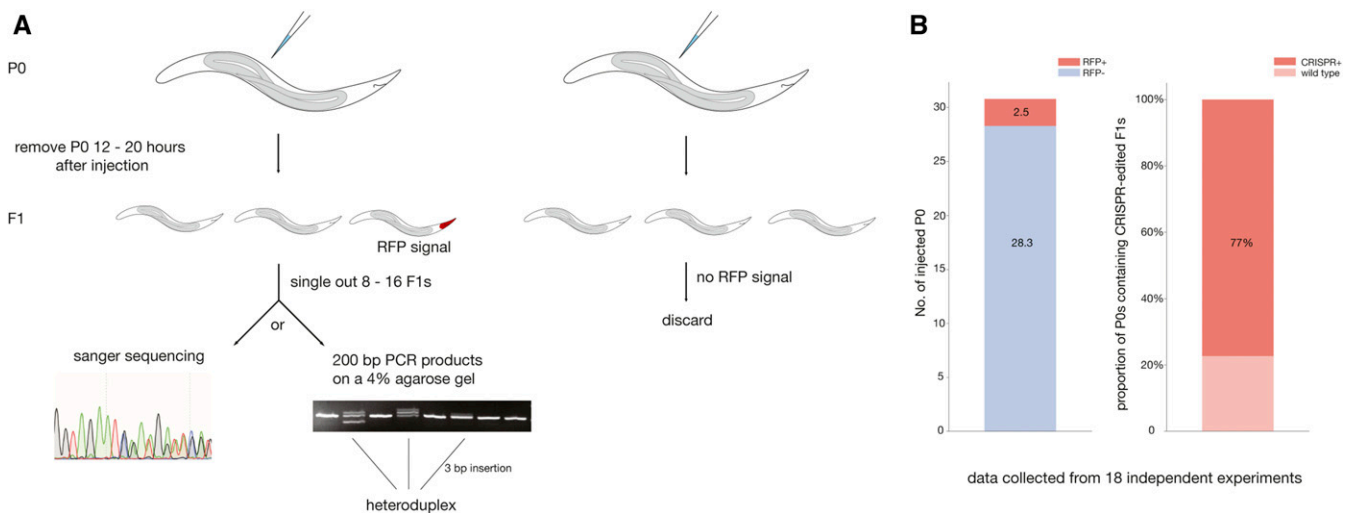 A
P0
remove P0 12 - 20 hours
after injection
F1
RFP signal
single out 8 - 16 F1s
or
no RFP signal
discard
sanger sequencing
200 bp PCR products
on a 4% agarose gel
3 bp insertion
heteroduplex
B
RFP+
RFP-
No. of injected P0
30
25
20
15
10
5
0
2.5
28.3
CRISPR+
wild type
proportion of P0s containing CRISPR-edited F1s
100%
80%
60%
40%
20%
0
77%
data collected from 18 independent experiments